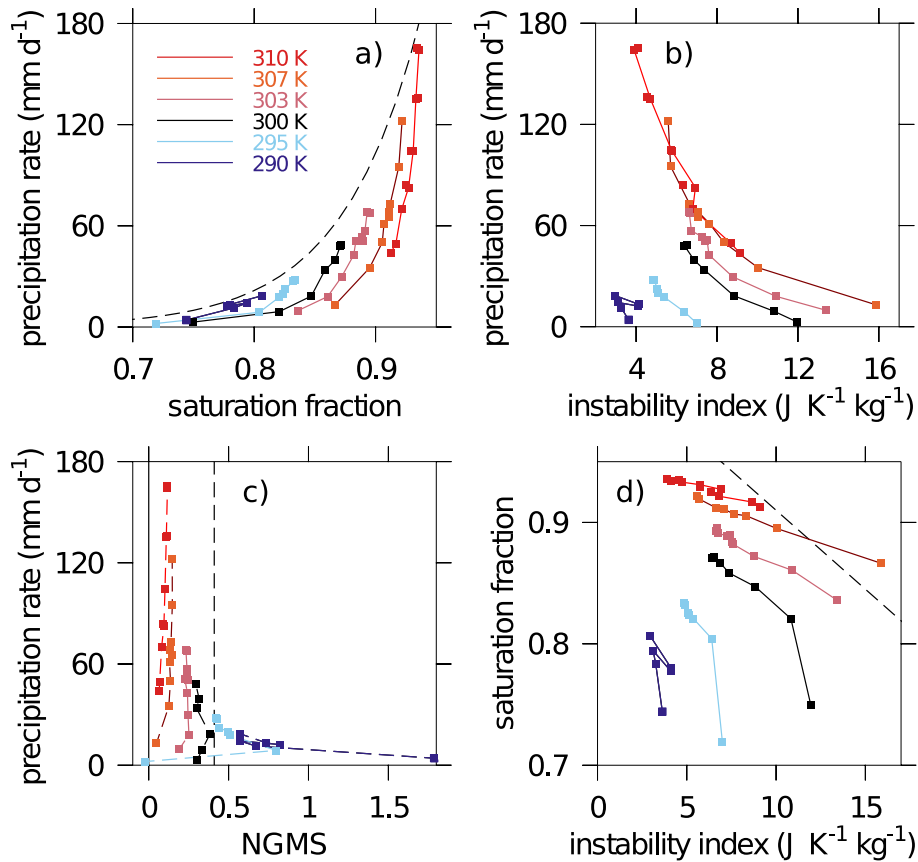 180
120
60
0
precipitation rate (mm d⁻¹)
a)
310 K
307 K
303 K
300 K
295 K
290 K
0.7 0.8 0.9
saturation fraction
180
120
60
0
precipitation rate (mm d⁻¹)
b)
4 8 12 16
instability index (J K⁻¹ kg⁻¹)
180
120
60
0
precipitation rate (mm d⁻¹)
c)
0 0.5 1 1.5
NGMS
0.9
0.8
0.7
saturation fraction
d)
0 5 10 15
instability index (J K⁻¹ kg⁻¹)